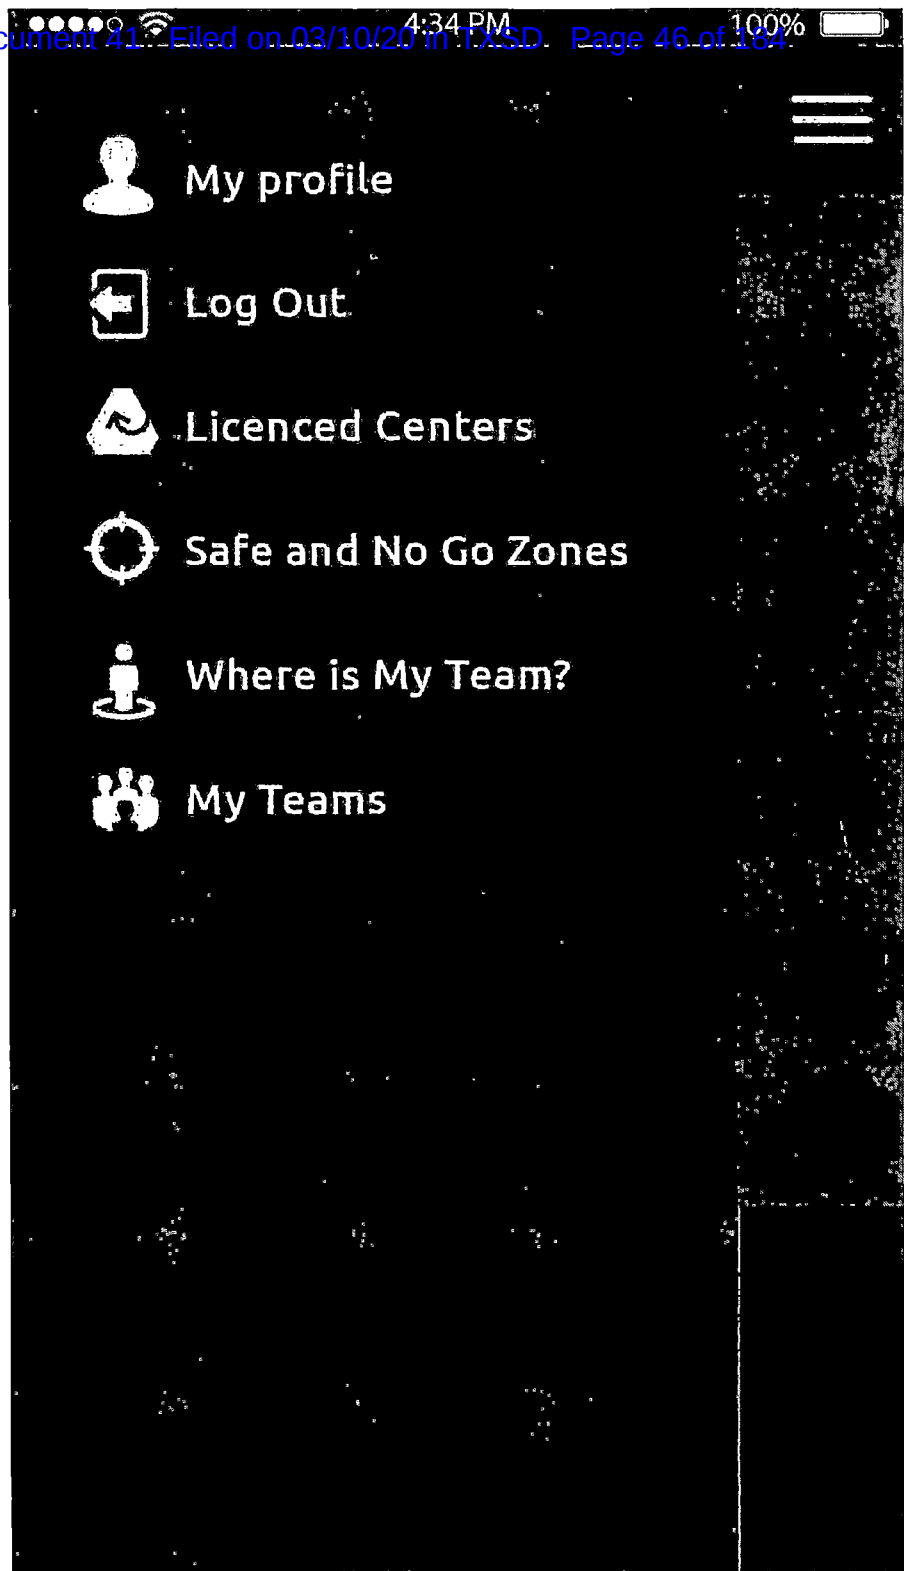 4:34 PM 100%
cument 41 Filed on 03/10/20 in TXSD Page 46 of 184
My profile
Log Out
Licenced Centers
Safe and No Go Zones
Where is My Team?
My Teams